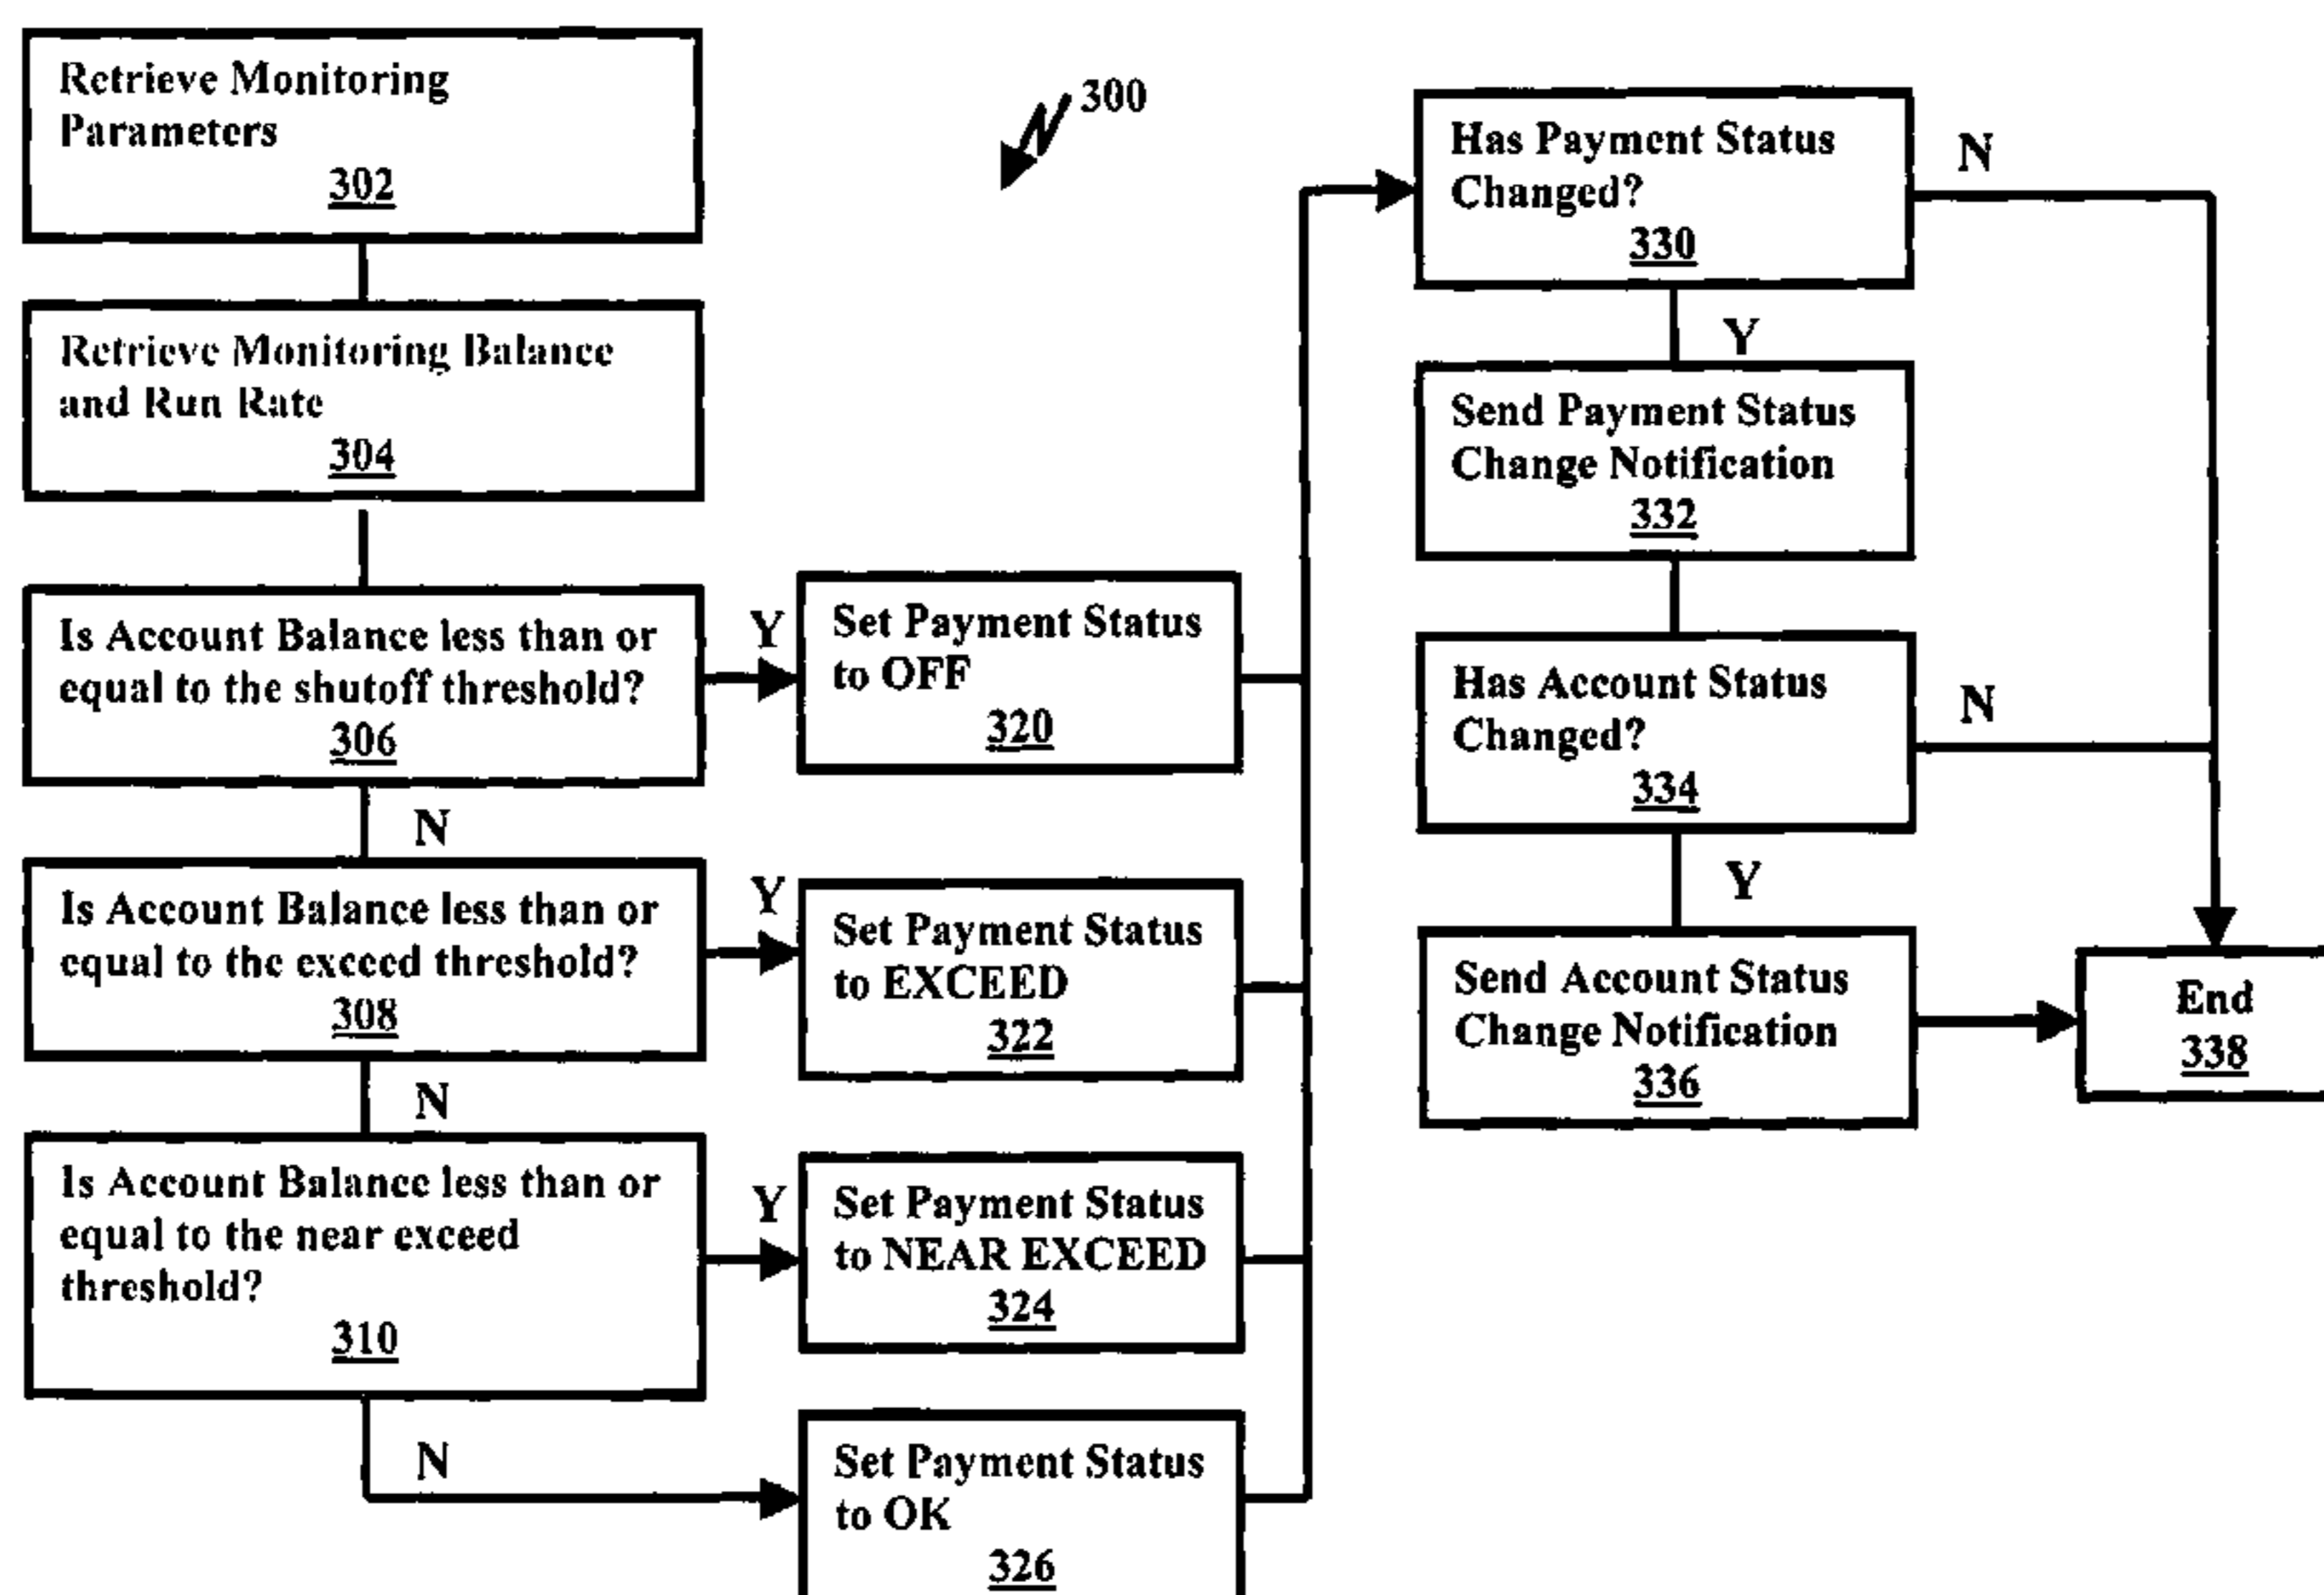 Retrieve Monitoring
Parameters
302
300
Retrieve Monitoring Balance
and Run Rate
304
Is Account Balance less than or
equal to the shutoff threshold?
306
Y
N
Set Payment Status
to OFF
320
Is Account Balance less than or
equal to the exceed threshold?
308
Y
N
Set Payment Status
to EXCEED
322
Is Account Balance less than or
equal to the near exceed
threshold?
310
Y
N
Set Payment Status
to NEAR EXCEED
324
Set Payment Status
to OK
326
Has Payment Status
Changed?
330
N
Y
Send Payment Status
Change Notification
332
Has Account Status
Changed?
334
N
Y
Send Account Status
Change Notification
336
End
338